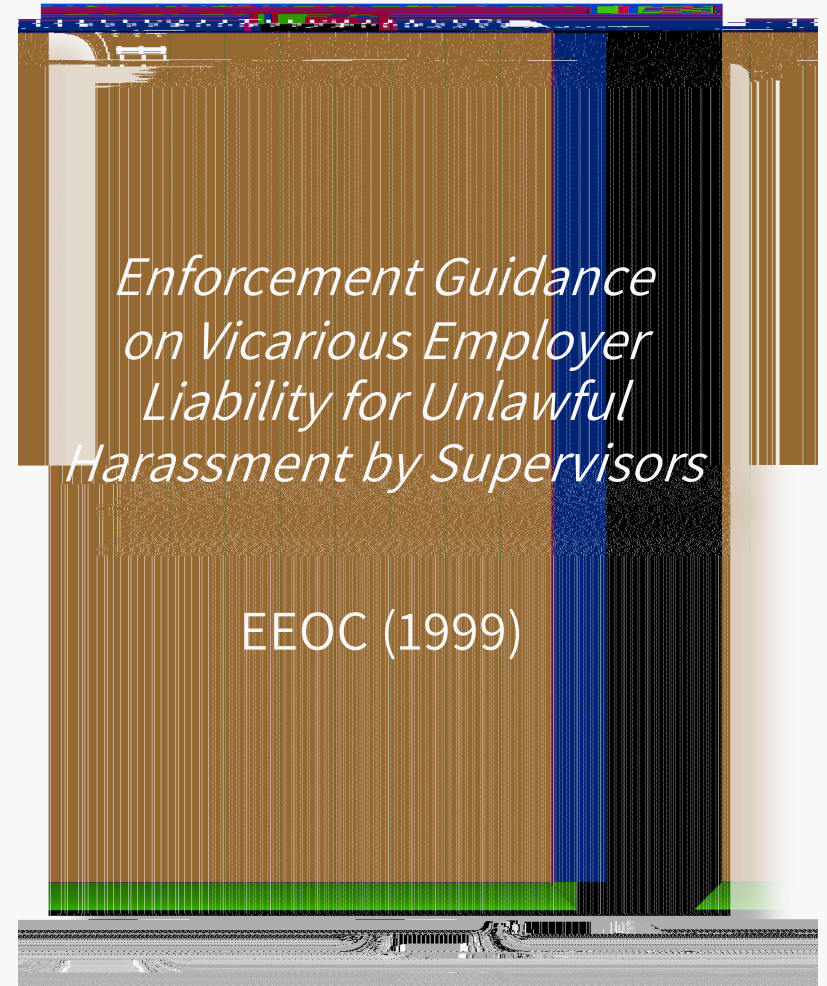 Enforcement Guidance
on Vicarious Employer
Liability for Unlawful
Harassment by Supervisors
EEOC (1999)